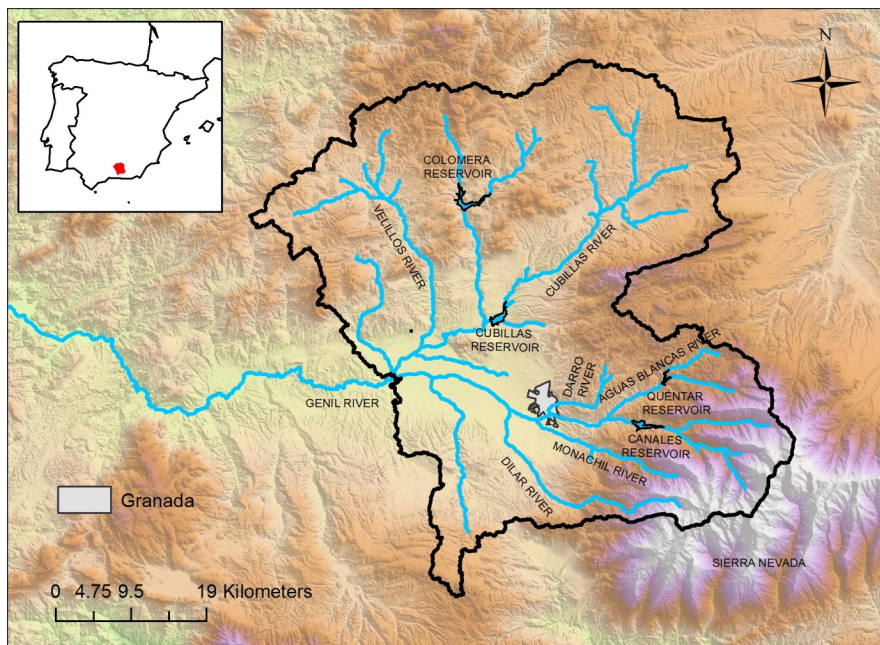 N
COLOMERA
RESERVOIR
VELILLOS RIVER
CUBILLAS RIVER
CUBILLAS
RESERVOIR
DARRO
RIVER
AGUAS BLANCAS RIVER
QUENTAR
RESERVOIR
GENIL RIVER
CANALES
RESERVOIR
MONACHIL RIVER
DILAR RIVER
Granada
SIERRA NEVADA
0 4.75 9.5 19 Kilometers